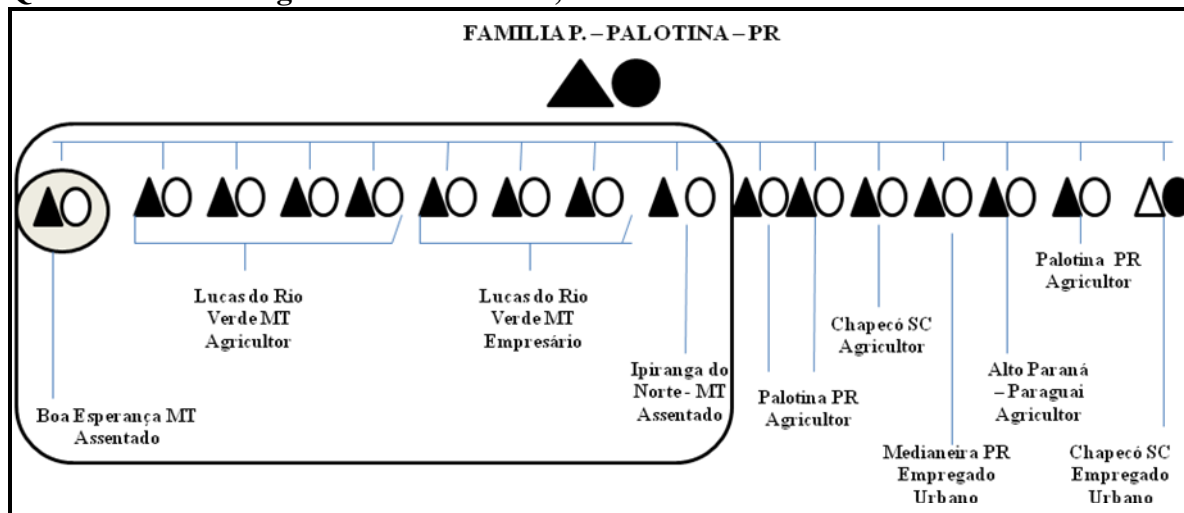 FAMILIA P. – PALOTINA – PR
Lucas do Rio
Verde MT
Agricultor
Lucas do Rio
Verde MT
Empresário
Ipiranga do
Norte - MT
Assentado
Boa Esperança MT
Assentado
Palotina PR
Agricultor
Chapecó SC
Agricultor
Medianeira PR
Empregado
Urbano
Alto Paraná
– Paraguai
Agricultor
Palotina PR
Agricultor
Chapecó SC
Empregado
Urbano